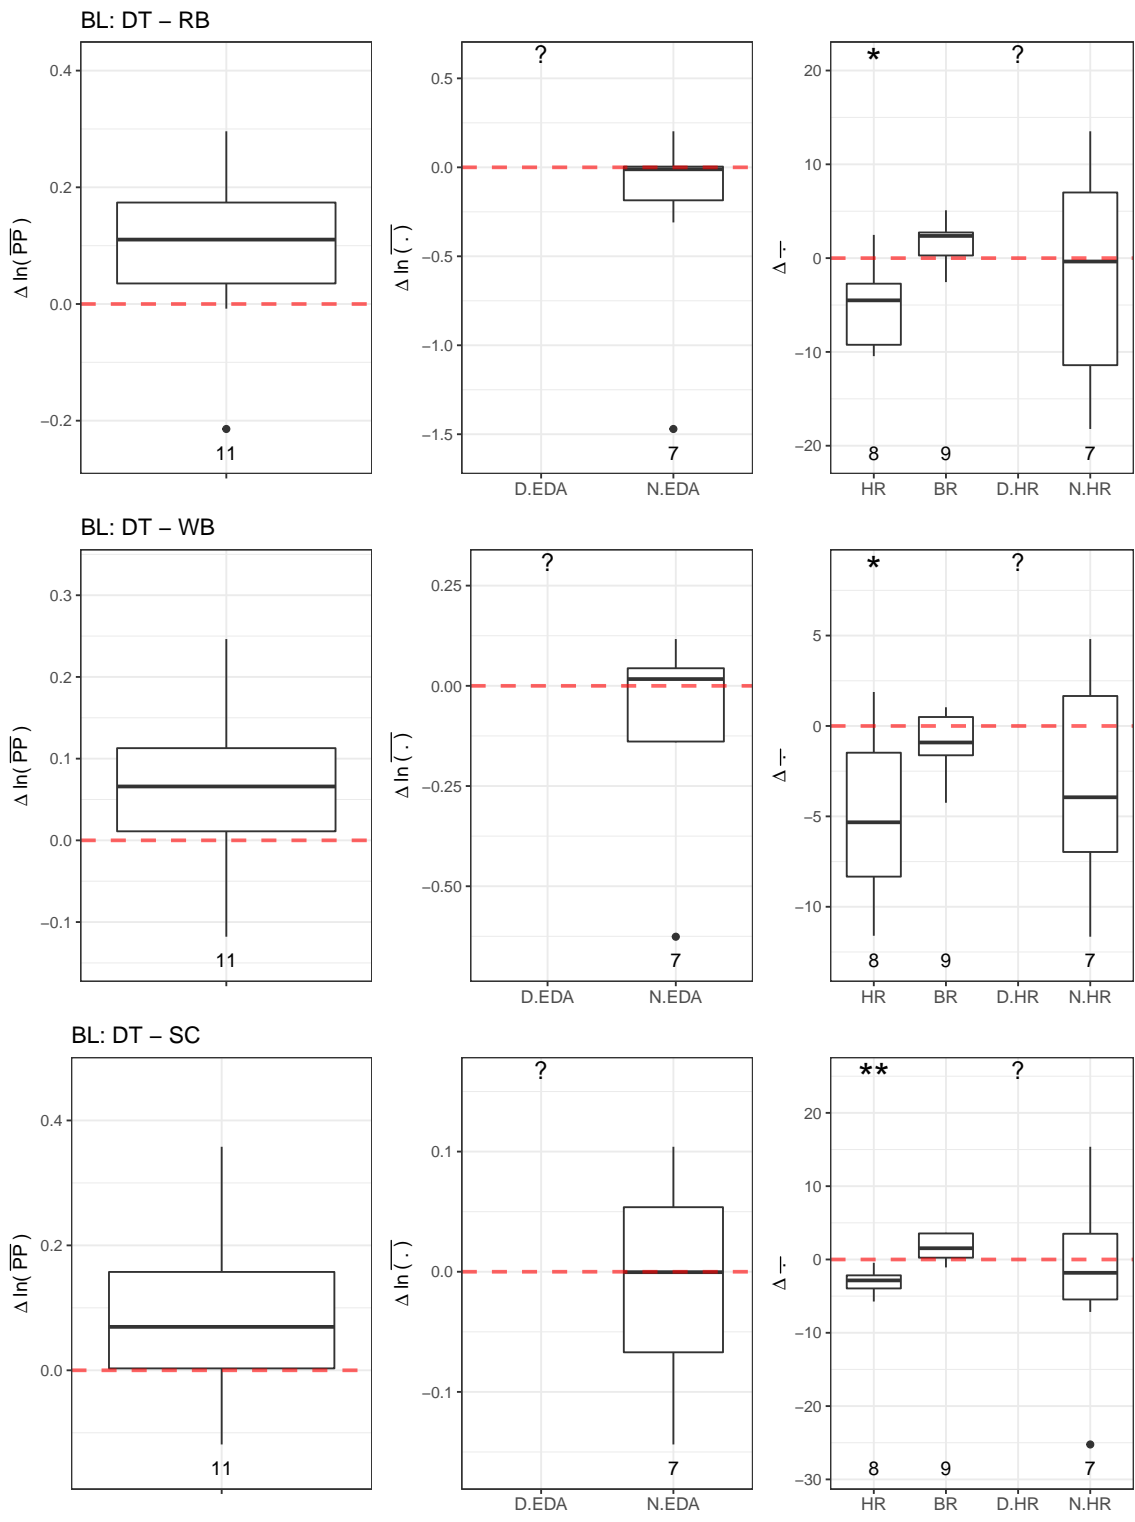 BL: DT − RB
Δ ln( PP )
0.4
0.2
0.0
−0.2
11
Δ ln ( . )
0.5
0.0
−0.5
−1.0
−1.5
?
7
D.EDA N.EDA
Δ .
20
10
0
−10
−20
* ?
8 9 7
HR BR D.HR N.HR
BL: DT − WB
Δ ln( PP )
0.3
0.2
0.1
0.0
−0.1
11
Δ ln ( . )
0.25
0.00
−0.25
−0.50
?
7
D.EDA N.EDA
Δ .
5
0
−5
−10
* ?
8 9 7
HR BR D.HR N.HR
BL: DT − SC
Δ ln( PP )
0.4
0.2
0.0
11
Δ ln ( . )
0.1
0.0
−0.1
?
7
D.EDA N.EDA
Δ .
20
10
0
−10
−20
−30
** ?
8 9 7
HR BR D.HR N.HR